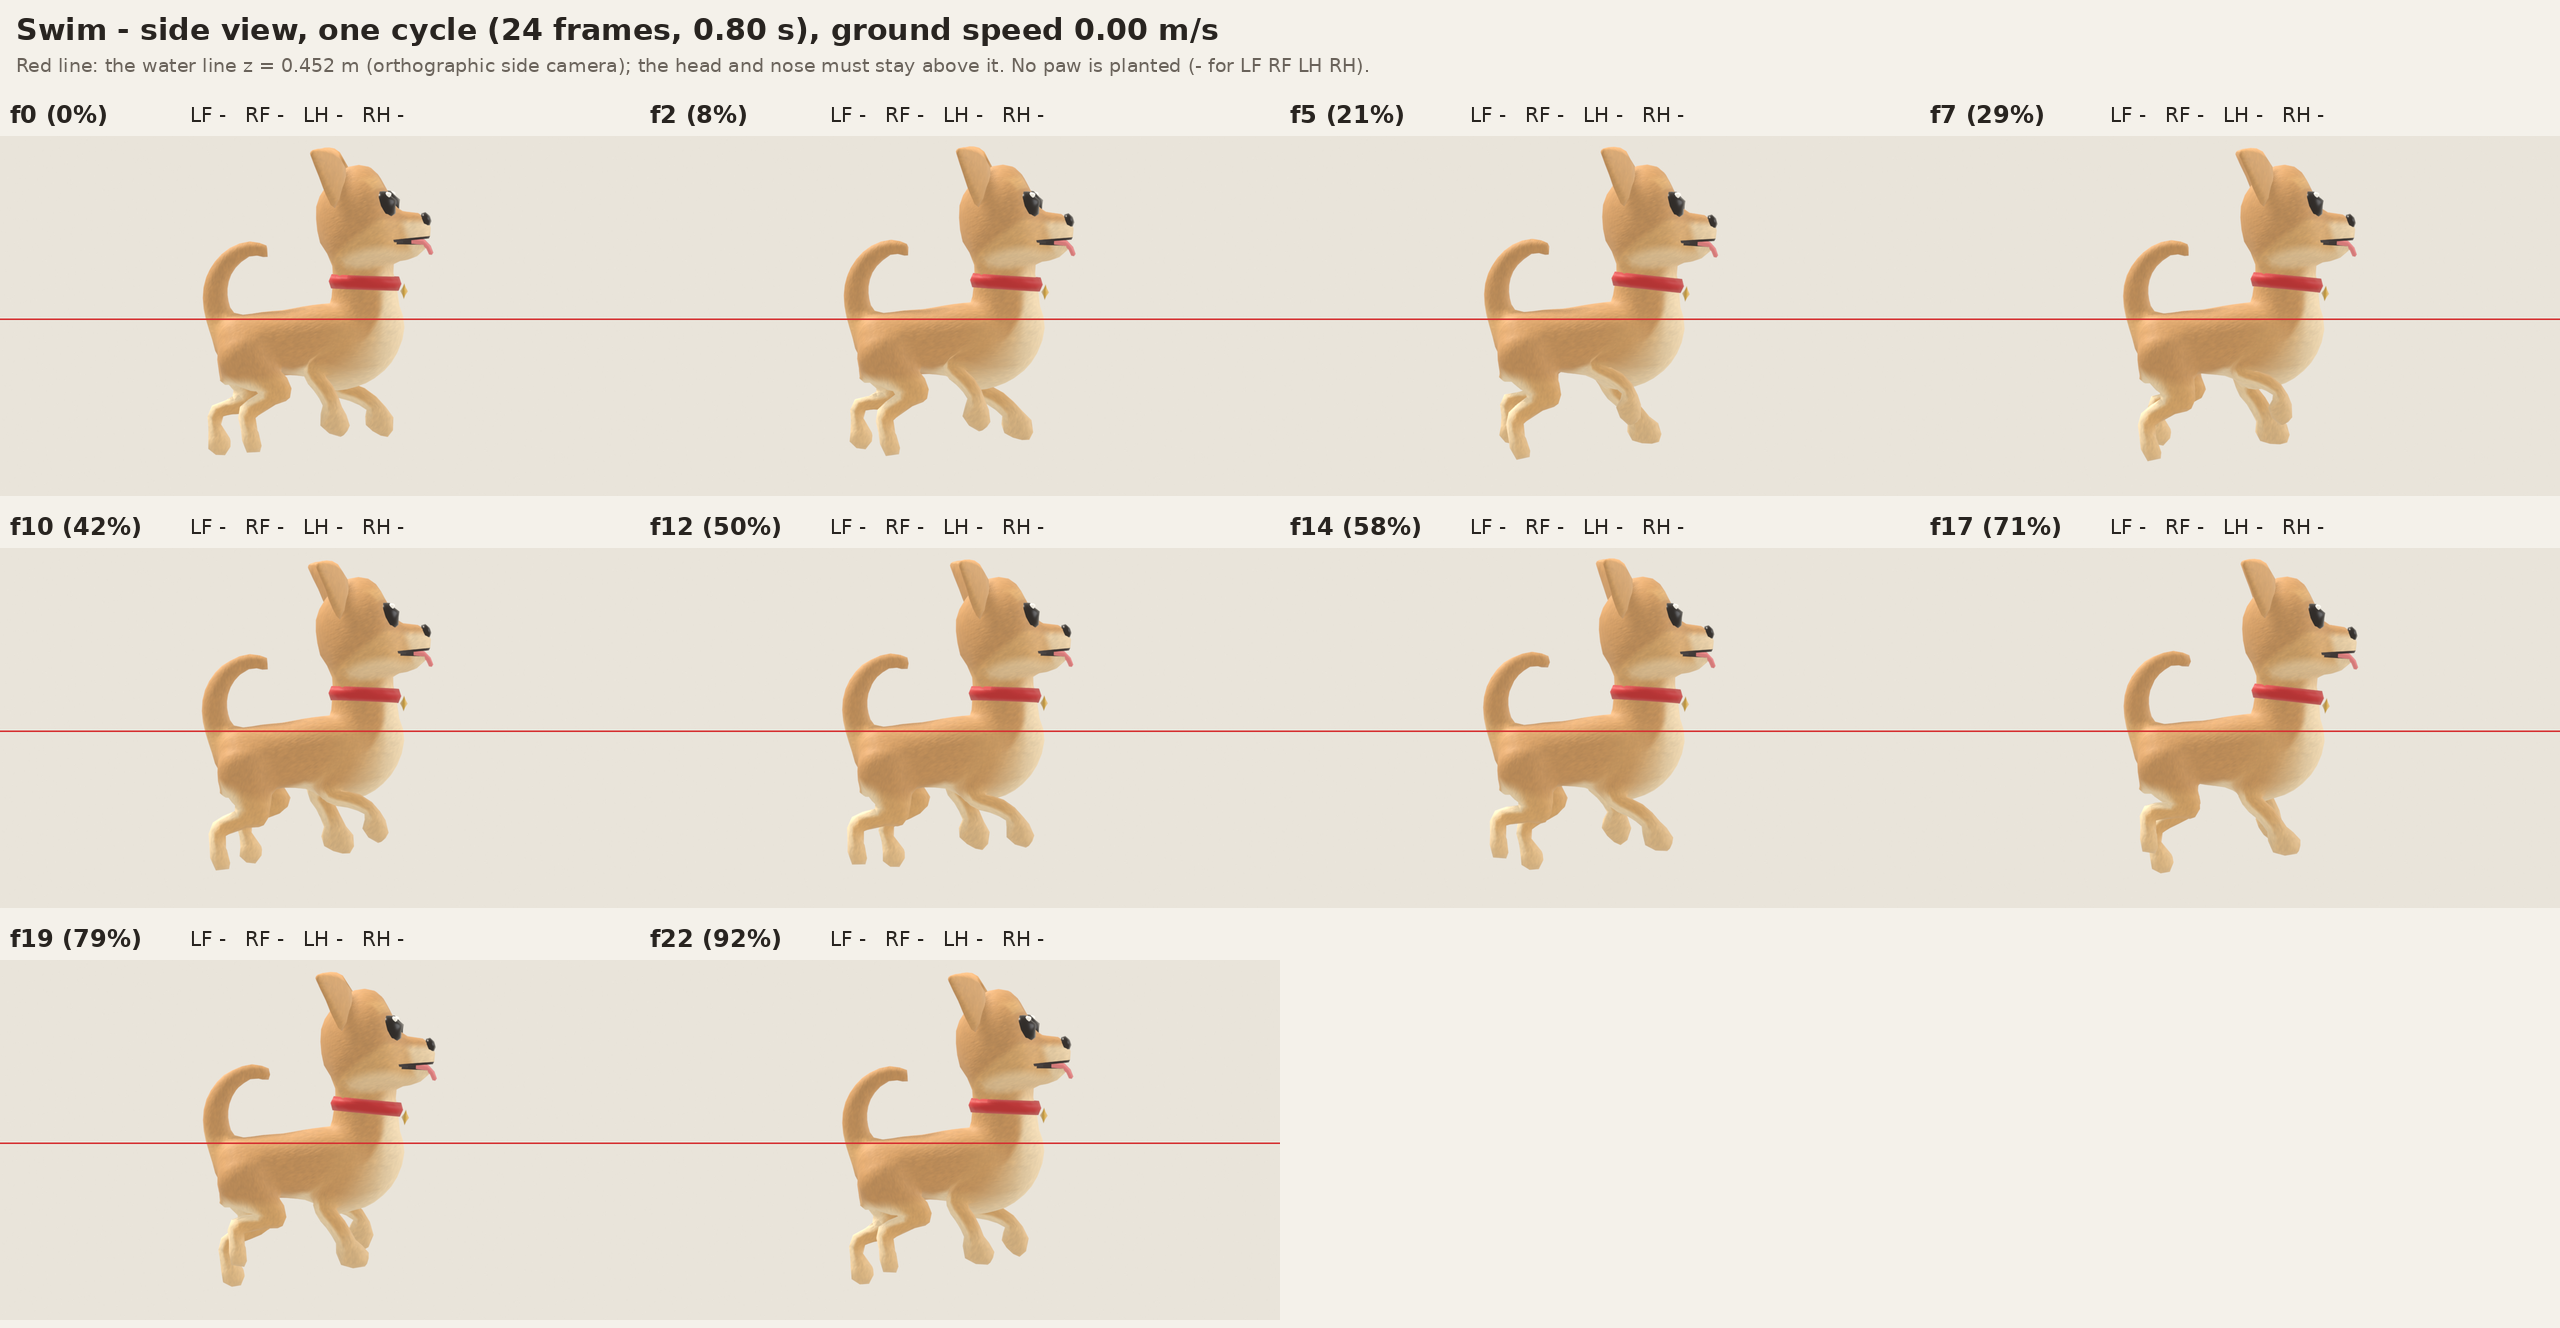 Swim - side view, one cycle (24 frames, 0.80 s), ground speed 0.00 m/s
Red line: the water line z = 0.452 m (orthographic side camera); the head and nose must stay above it. No paw is planted (- for LF RF LH RH).
f0 (0%) LF - RF - LH - RH -
f2 (8%) LF - RF - LH - RH -
f5 (21%) LF - RF - LH - RH -
f7 (29%) LF - RF - LH - RH -
f10 (42%) LF - RF - LH - RH -
f12 (50%) LF - RF - LH - RH -
f14 (58%) LF - RF - LH - RH -
f17 (71%) LF - RF - LH - RH -
f19 (79%) LF - RF - LH - RH -
f22 (92%) LF - RF - LH - RH -